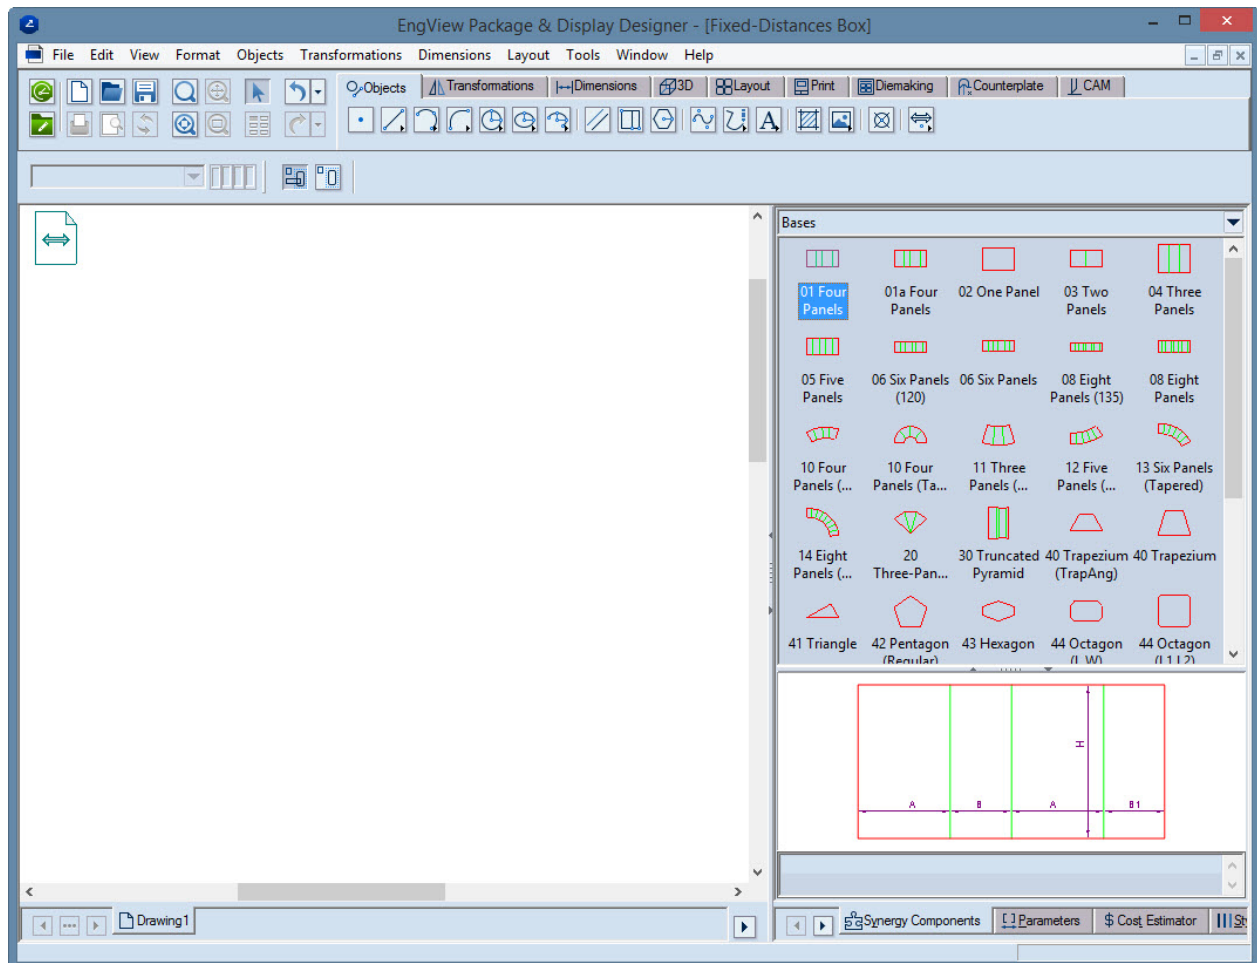 EngView Package & Display Designer - [Fixed-Distances Box]
File Edit View Format Objects Transformations Dimensions Layout Tools Window Help
Objects Transformations Dimensions 3D Layout Print Diemaking Counterplate CAM
Bases
01 Four Panels
01a Four Panels
02 One Panel
03 Two Panels
04 Three Panels
05 Five Panels
06 Six Panels (120)
06 Six Panels
08 Eight Panels (135)
08 Eight Panels
10 Four Panels (...
10 Four Panels (Ta...
11 Three Panels (...
12 Five Panels (...
13 Six Panels (Tapered)
14 Eight Panels (...
20 Three-Pan...
30 Truncated Pyramid
40 Trapezium (TrapAng)
40 Trapezium
41 Triangle
42 Pentagon (Regular)
43 Hexagon
44 Octagon (L W)
44 Octagon (L1 L2)
H
A B A B1
Drawing1
Synergy Components Parameters $ Cost Estimator